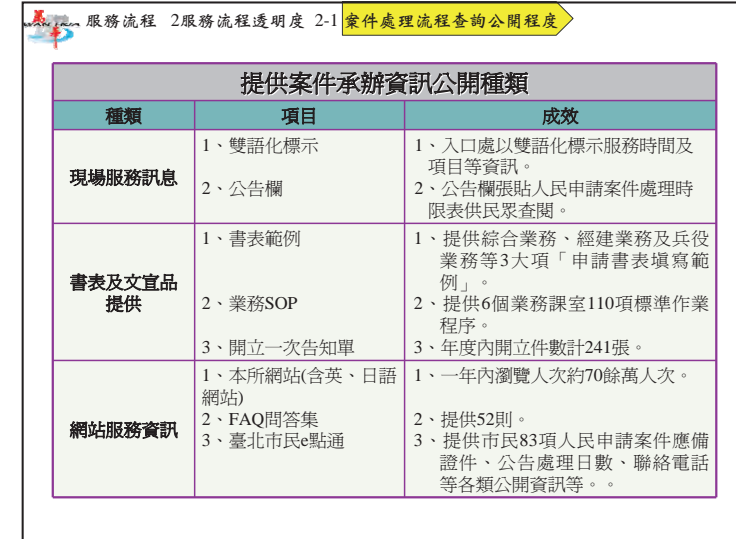 萬華
WAN HUA
服務流程 2服務流程透明度 2-1 案件處理流程查詢公開程度
提供案件承辦資訊公開種類
種類 項目 成效
現場服務訊息
1、雙語化標示
2、公告欄
1、入口處以雙語化標示服務時間及
項目等資訊。
2、公告欄張貼人民申請案件處理時
限表供民眾查閱。
書表及文宣品
提供
1、書表範例
2、業務SOP
3、開立一次告知單
1、提供綜合業務、經建業務及兵役
業務等3大項「申請書表填寫範
例」。
2、提供6個業務課室110項標準作業
程序。
3、年度內開立件數計241張。
網站服務資訊
1、本所網站(含英、日語
網站)
2、FAQ問答集
3、臺北市民e點通
1、一年內瀏覽人次約70餘萬人次。
2、提供52則。
3、提供市民83項人民申請案件應備
證件、公告處理日數、聯絡電話
等各類公開資訊等。。